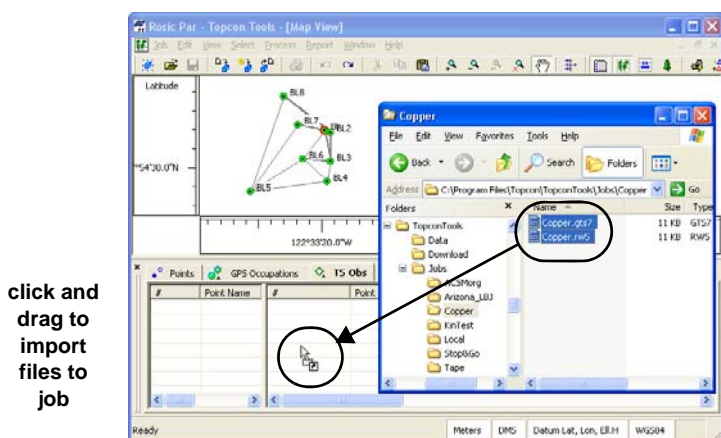 Rosic Par - Topcon Tools - [Map View]
Job Edit View Select Process Report Window Help
Latitude
BL8
BL7
BL2
BL6
BL3
BL4
BL5
°54'30.0"N
122°33'20.0"W
Copper
File Edit View Favorites Tools Help
Back Search Folders
Address C:\Program Files\Topcon\TopconTools\Jobs\Copper Go
Folders x Name Size Type
TopconTools
Data
Download
Jobs
ACSMorg
Arizona_LBJ
Copper
KinTest
Local
Stop&Go
Tape
Copper.gts7 11 KB GTS7
Copper.rw5 11 KB RW5
Points GPS Occupations TS Obs
# Point Name # Point
click and
drag to
import
files to
job
Ready Meters DMS Datum Lat, Lon, Ell.H WGS84